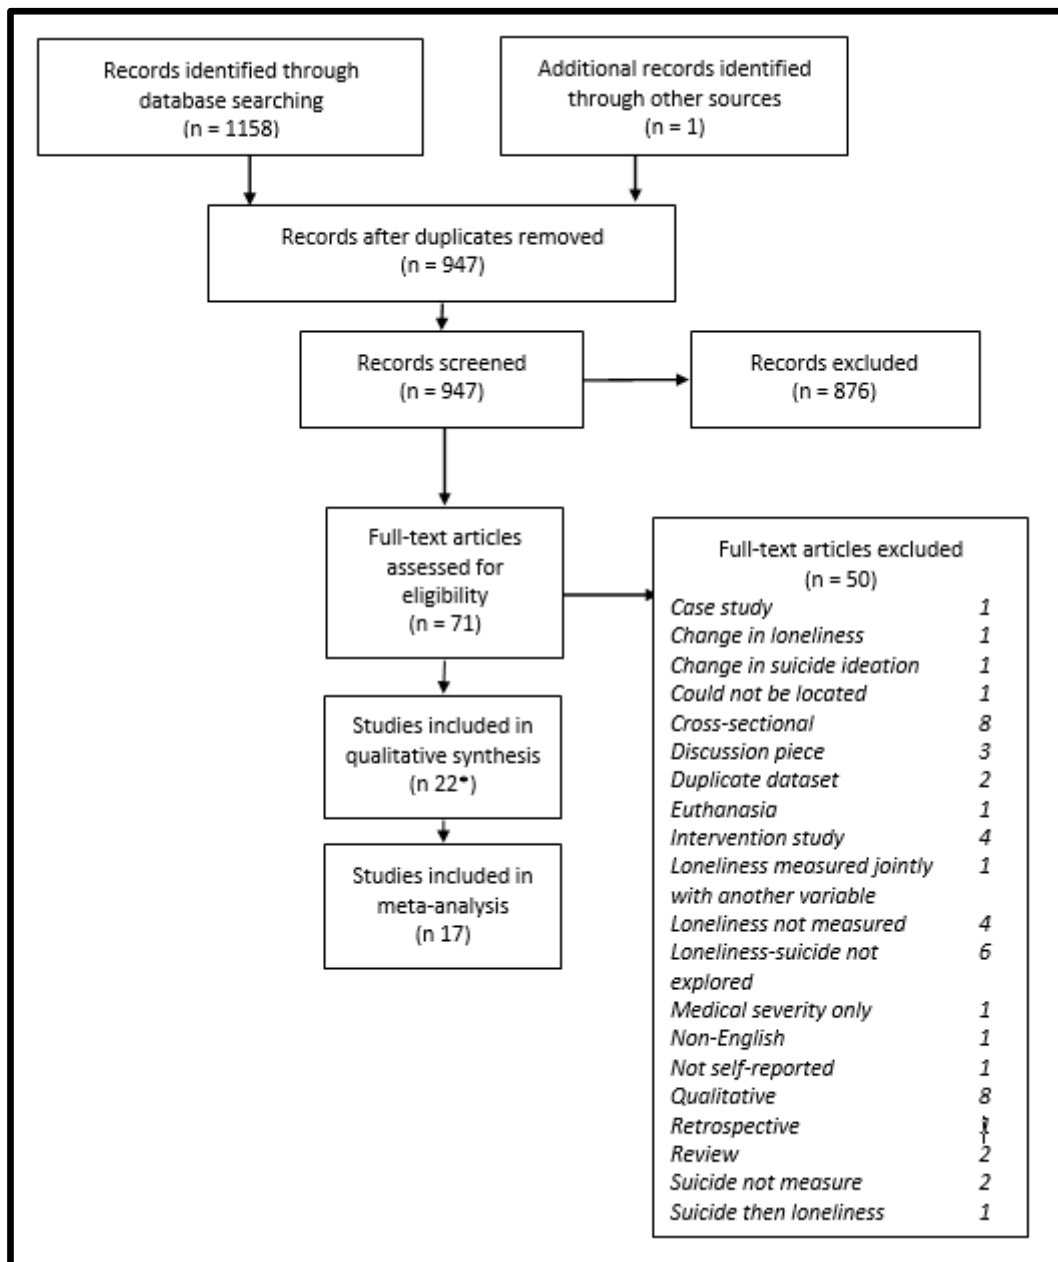 Records identified through
database searching
(n = 1158)
Additional records identified
through other sources
(n = 1)
Records after duplicates removed
(n = 947)
Records screened
(n = 947)
Records excluded
(n = 876)
Full-text articles
assessed for
eligibility
(n = 71)
Studies included in
qualitative synthesis
(n 22*)
Studies included in
meta-analysis
(n 17)
Full-text articles excluded
(n = 50)
Case study 1
Change in loneliness 1
Change in suicide ideation 1
Could not be located 1
Cross-sectional 8
Discussion piece 3
Duplicate dataset 2
Euthanasia 1
Intervention study 4
Loneliness measured jointly 1
with another variable
Loneliness not measured 4
Loneliness-suicide not 6
explored
Medical severity only 1
Non-English 1
Not self-reported 1
Qualitative 8
Retrospective 1
Review 2
Suicide not measure 2
Suicide then loneliness 1